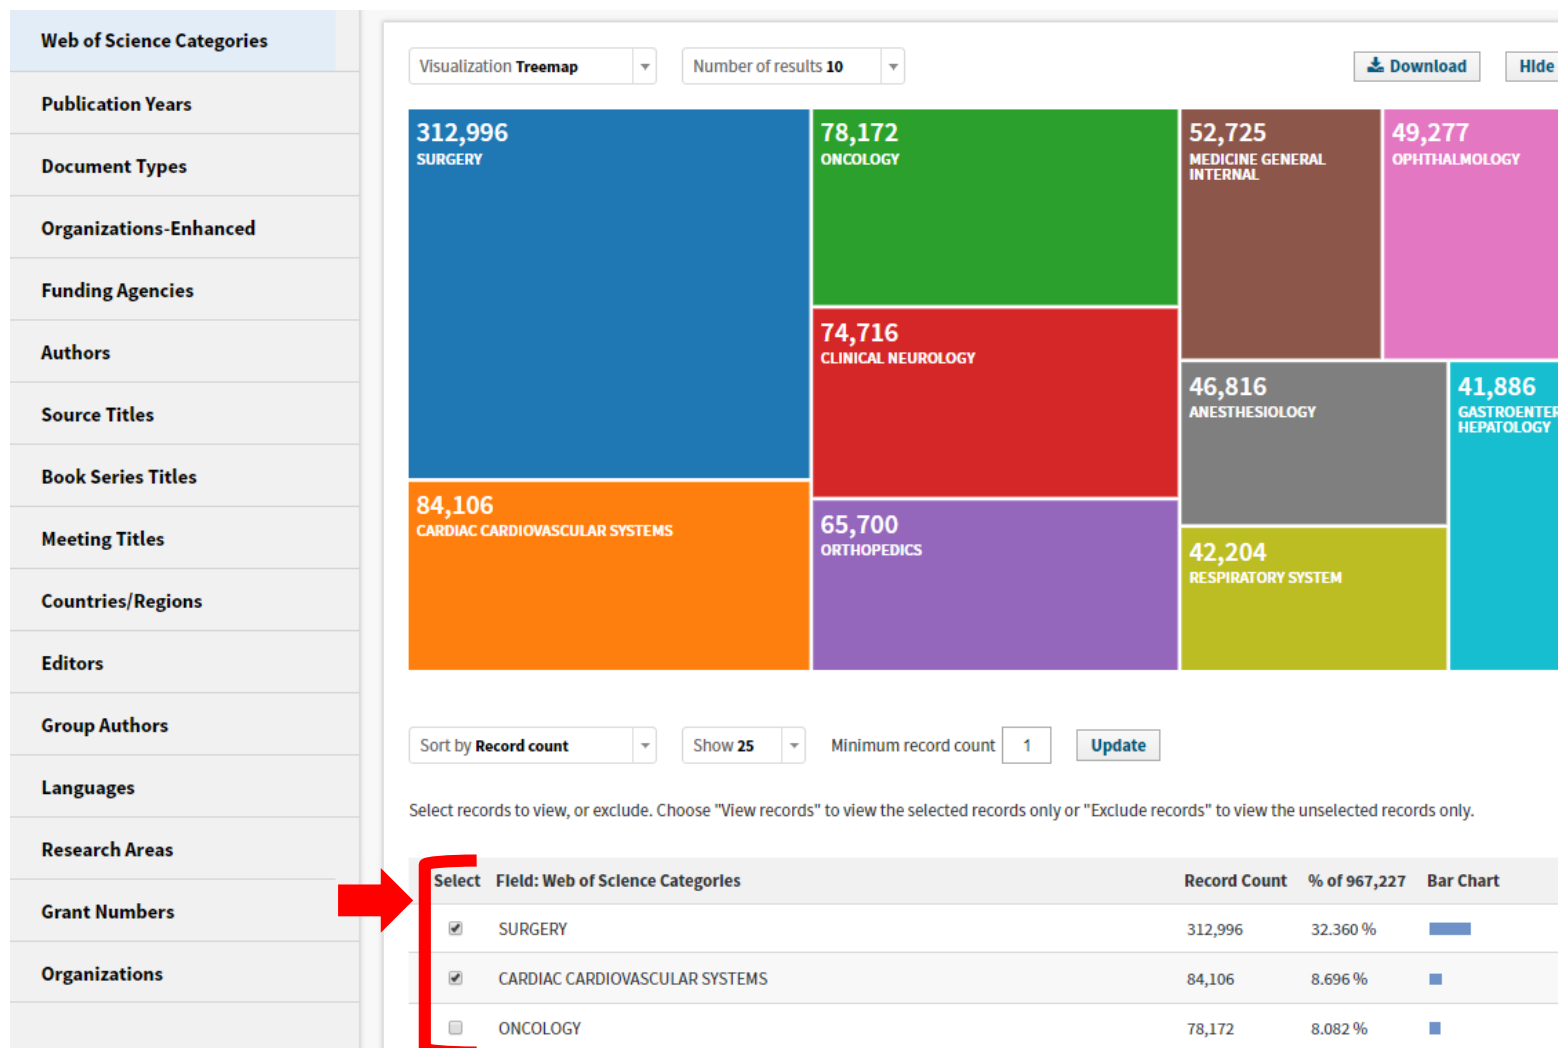 Web of Science Categories
Publication Years
Document Types
Organizations-Enhanced
Funding Agencies
Authors
Source Titles
Book Series Titles
Meeting Titles
Countries/Regions
Editors
Group Authors
Languages
Research Areas
Grant Numbers
Organizations
Visualization Treemap
Number of results 10
Download
Hide
312,996
SURGERY
84,106
CARDIAC CARDIOVASCULAR SYSTEMS
78,172
ONCOLOGY
74,716
CLINICAL NEUROLOGY
65,700
ORTHOPEDICS
52,725
MEDICINE GENERAL
INTERNAL
49,277
OPHTHALMOLOGY
46,816
ANESTHESIOLOGY
42,204
RESPIRATORY SYSTEM
41,886
GASTROENTER
HEPATOLOGY
Sort by Record count
Show 25
Minimum record count 1
Update
Select records to view, or exclude. Choose "View records" to view the selected records only or "Exclude records" to view the unselected records only.
Select Field: Web of Science Categories Record Count % of 967,227 Bar Chart
SURGERY 312,996 32.360 %
CARDIAC CARDIOVASCULAR SYSTEMS 84,106 8.696 %
ONCOLOGY 78,172 8.082 %